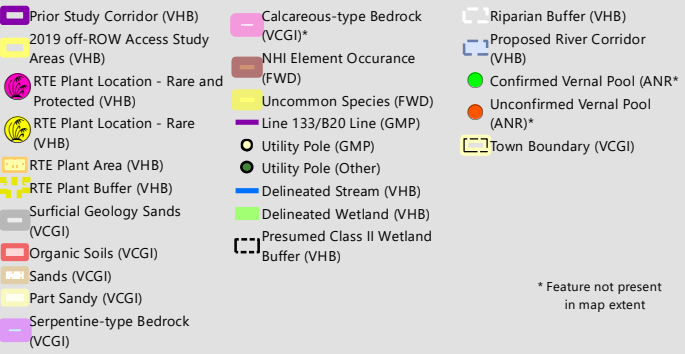 Prior Study Corridor (VHB)
2019 off-ROW Access Study
Areas (VHB)
RTE Plant Location - Rare and
Protected (VHB)
RTE Plant Location - Rare
(VHB)
RTE Plant Area (VHB)
RTE Plant Buffer (VHB)
Surficial Geology Sands
(VCGI)
Organic Soils (VCGI)
Sands (VCGI)
Part Sandy (VCGI)
Serpentine-type Bedrock
(VCGI)
Calcareous-type Bedrock
(VCGI)*
NHI Element Occurance
(FWD)
Uncommon Species (FWD)
Line 133/B20 Line (GMP)
Utility Pole (GMP)
Utility Pole (Other)
Delineated Stream (VHB)
Delineated Wetland (VHB)
Presumed Class II Wetland
Buffer (VHB)
Riparian Buffer (VHB)
Proposed River Corridor
(VHB)
Confirmed Vernal Pool (ANR*
Unconfirmed Vernal Pool
(ANR)*
Town Boundary (VCGI)
* Feature not present
in map extent